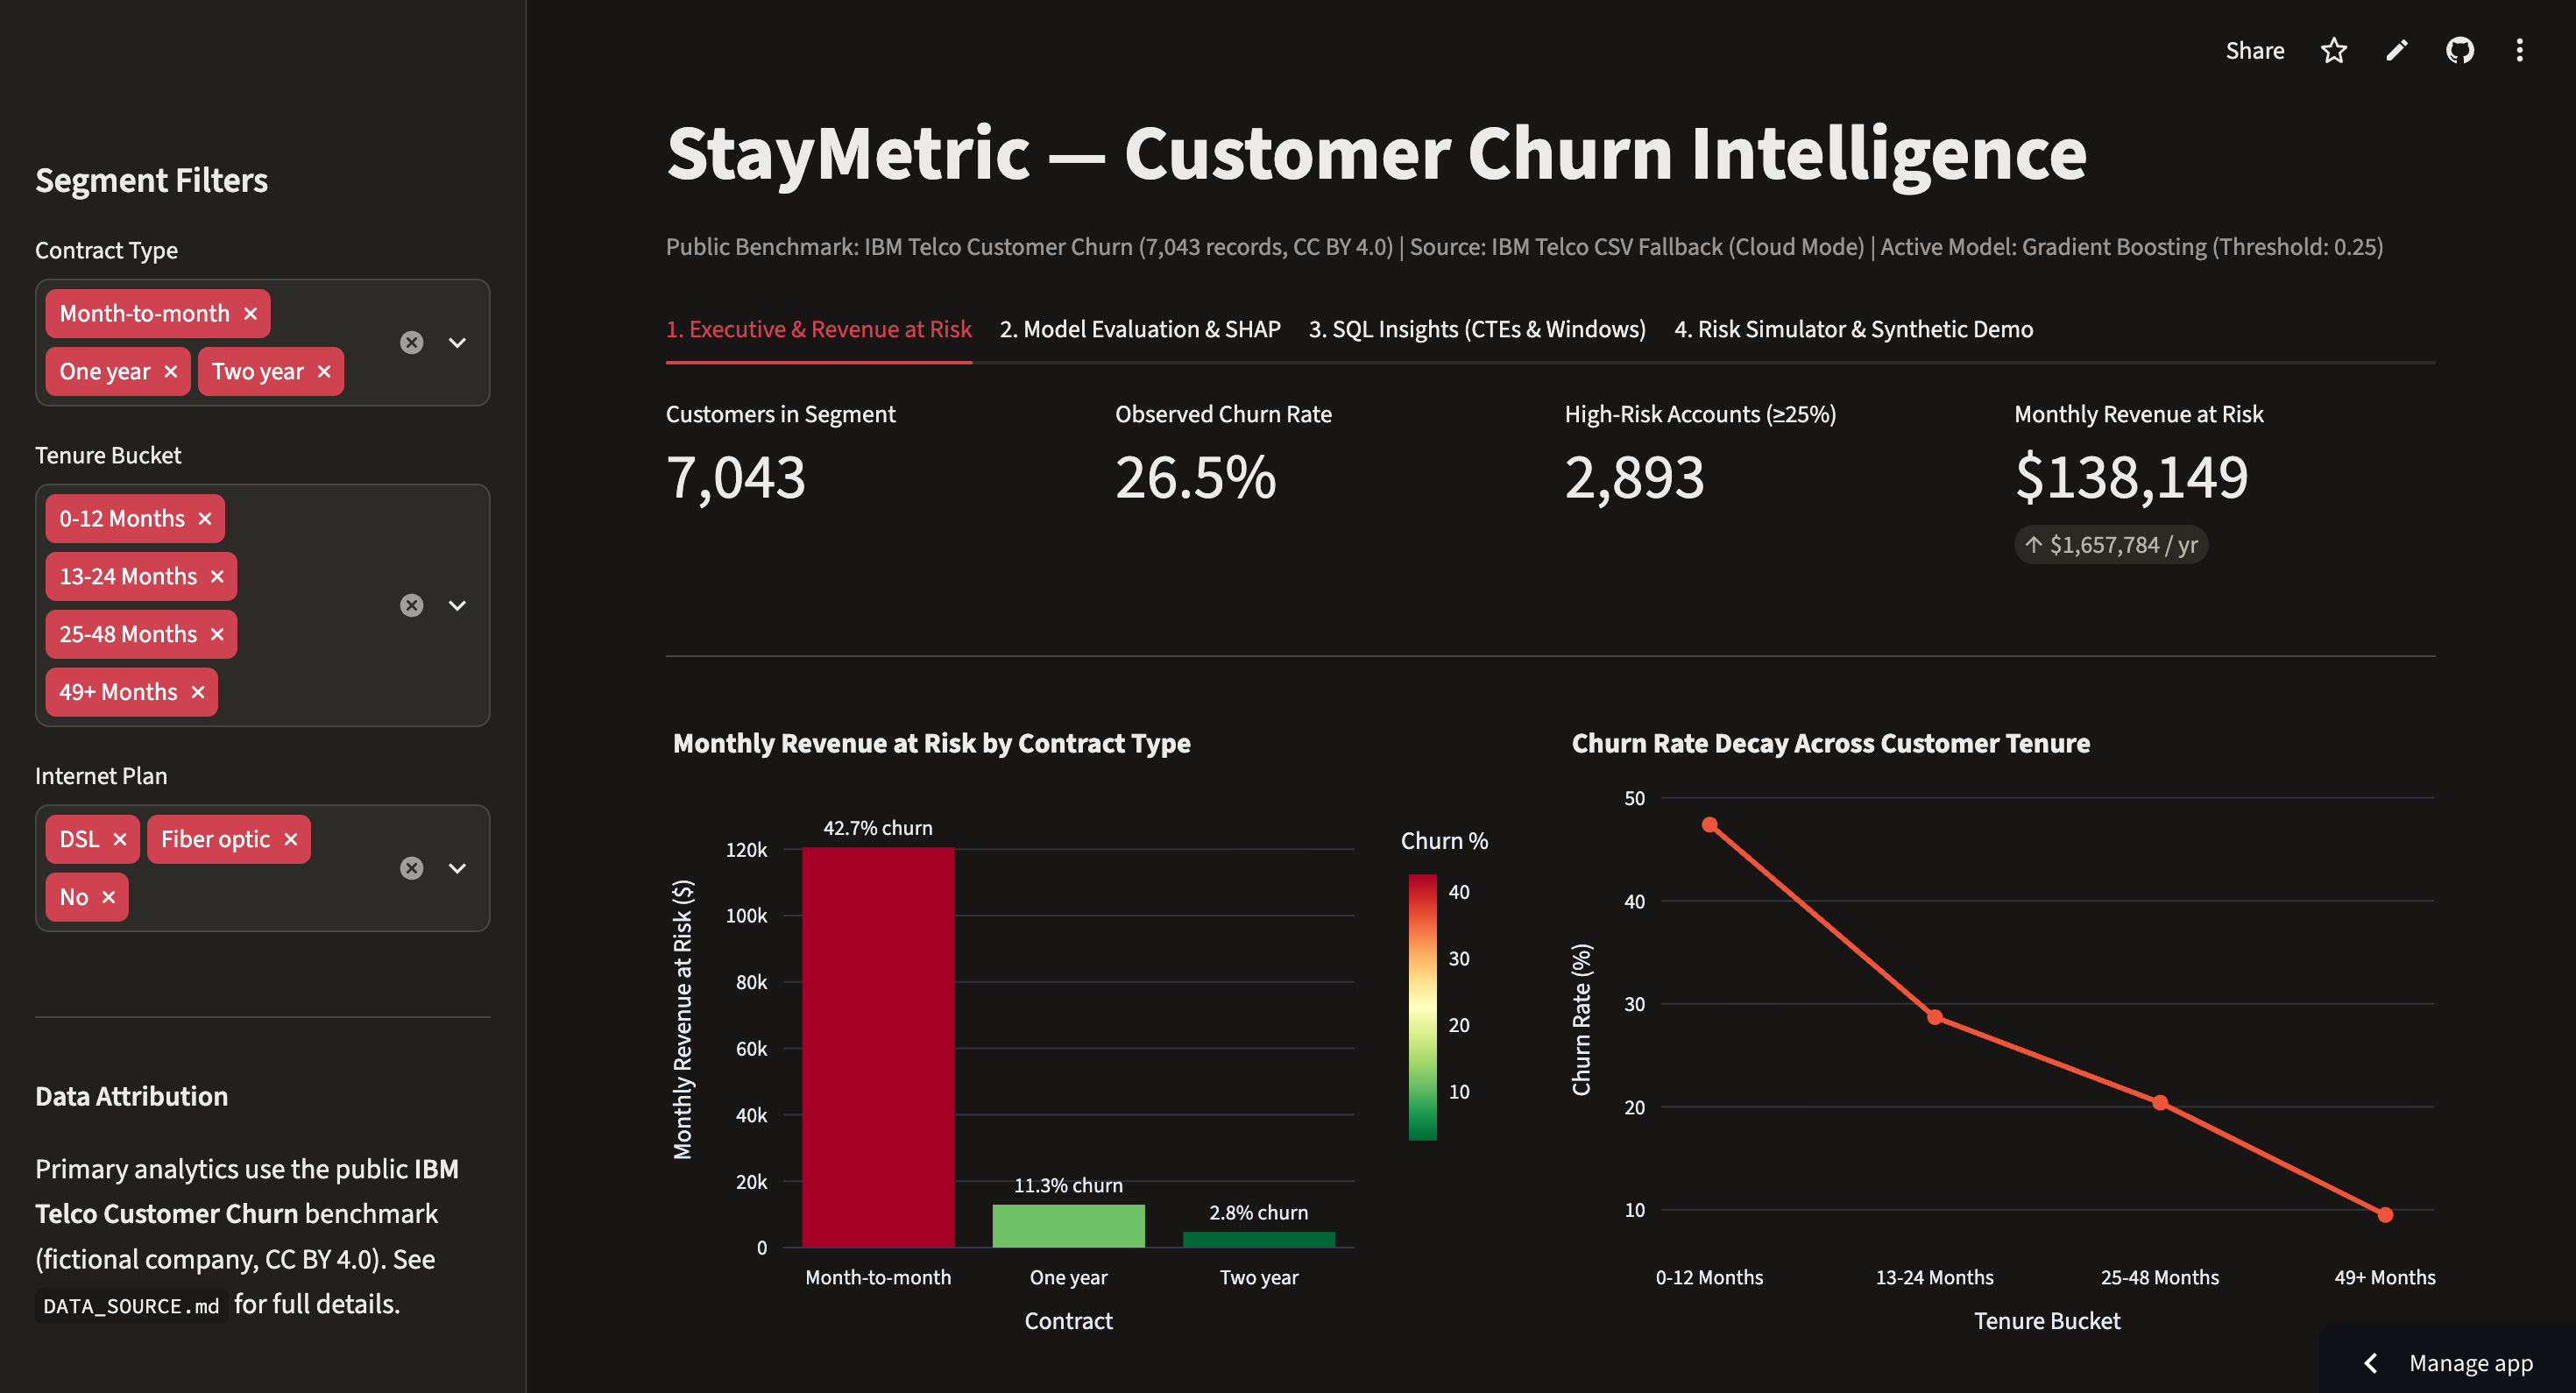 Share
Segment Filters
Contract Type
Month-to-month
One year
Two year
Tenure Bucket
0-12 Months
13-24 Months
25-48 Months
49+ Months
Internet Plan
DSL
Fiber optic
No
Data Attribution
Primary analytics use the public IBM
Telco Customer Churn benchmark
(fictional company, CC BY 4.0). See
DATA_SOURCE.md for full details.
StayMetric — Customer Churn Intelligence
Public Benchmark: IBM Telco Customer Churn (7,043 records, CC BY 4.0) | Source: IBM Telco CSV Fallback (Cloud Mode) | Active Model: Gradient Boosting (Threshold: 0.25)
1. Executive & Revenue at Risk
2. Model Evaluation & SHAP
3. SQL Insights (CTEs & Windows)
4. Risk Simulator & Synthetic Demo
Customers in Segment
7,043
Observed Churn Rate
26.5%
High-Risk Accounts (≥25%)
2,893
Monthly Revenue at Risk
$138,149
↑ $1,657,784 / yr
Monthly Revenue at Risk by Contract Type
Monthly Revenue at Risk ($)
120k
100k
80k
60k
40k
20k
0
42.7% churn
11.3% churn
2.8% churn
Month-to-month
One year
Two year
Contract
Churn %
40
30
20
10
Churn Rate Decay Across Customer Tenure
Churn Rate (%)
50
40
30
20
10
0-12 Months
13-24 Months
25-48 Months
49+ Months
Tenure Bucket
Manage app